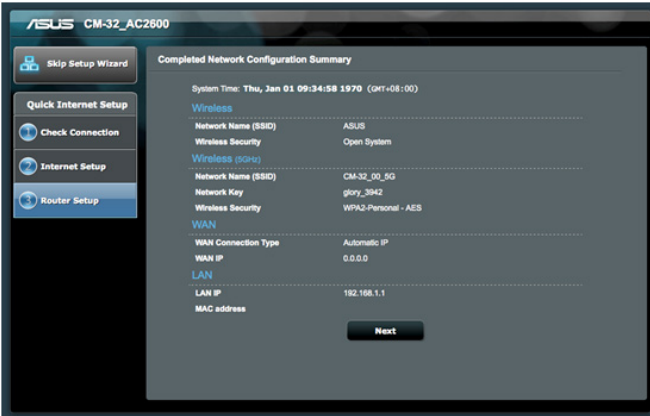 ASUS CM-32_AC2600
Skip Setup Wizard
Quick Internet Setup
1 Check Connection
2 Internet Setup
3 Router Setup
Completed Network Configuration Summary
System Time: Thu, Jan 01 09:34:58 1970 (GMT+08:00)
Wireless
Network Name (SSID) ASUS
Wireless Security Open System
Wireless (5GHz)
Network Name (SSID) CM-32_00_5G
Network Key glory_3942
Wireless Security WPA2-Personal - AES
WAN
WAN Connection Type Automatic IP
WAN IP 0.0.0.0
LAN
LAN IP 192.168.1.1
MAC address
Next